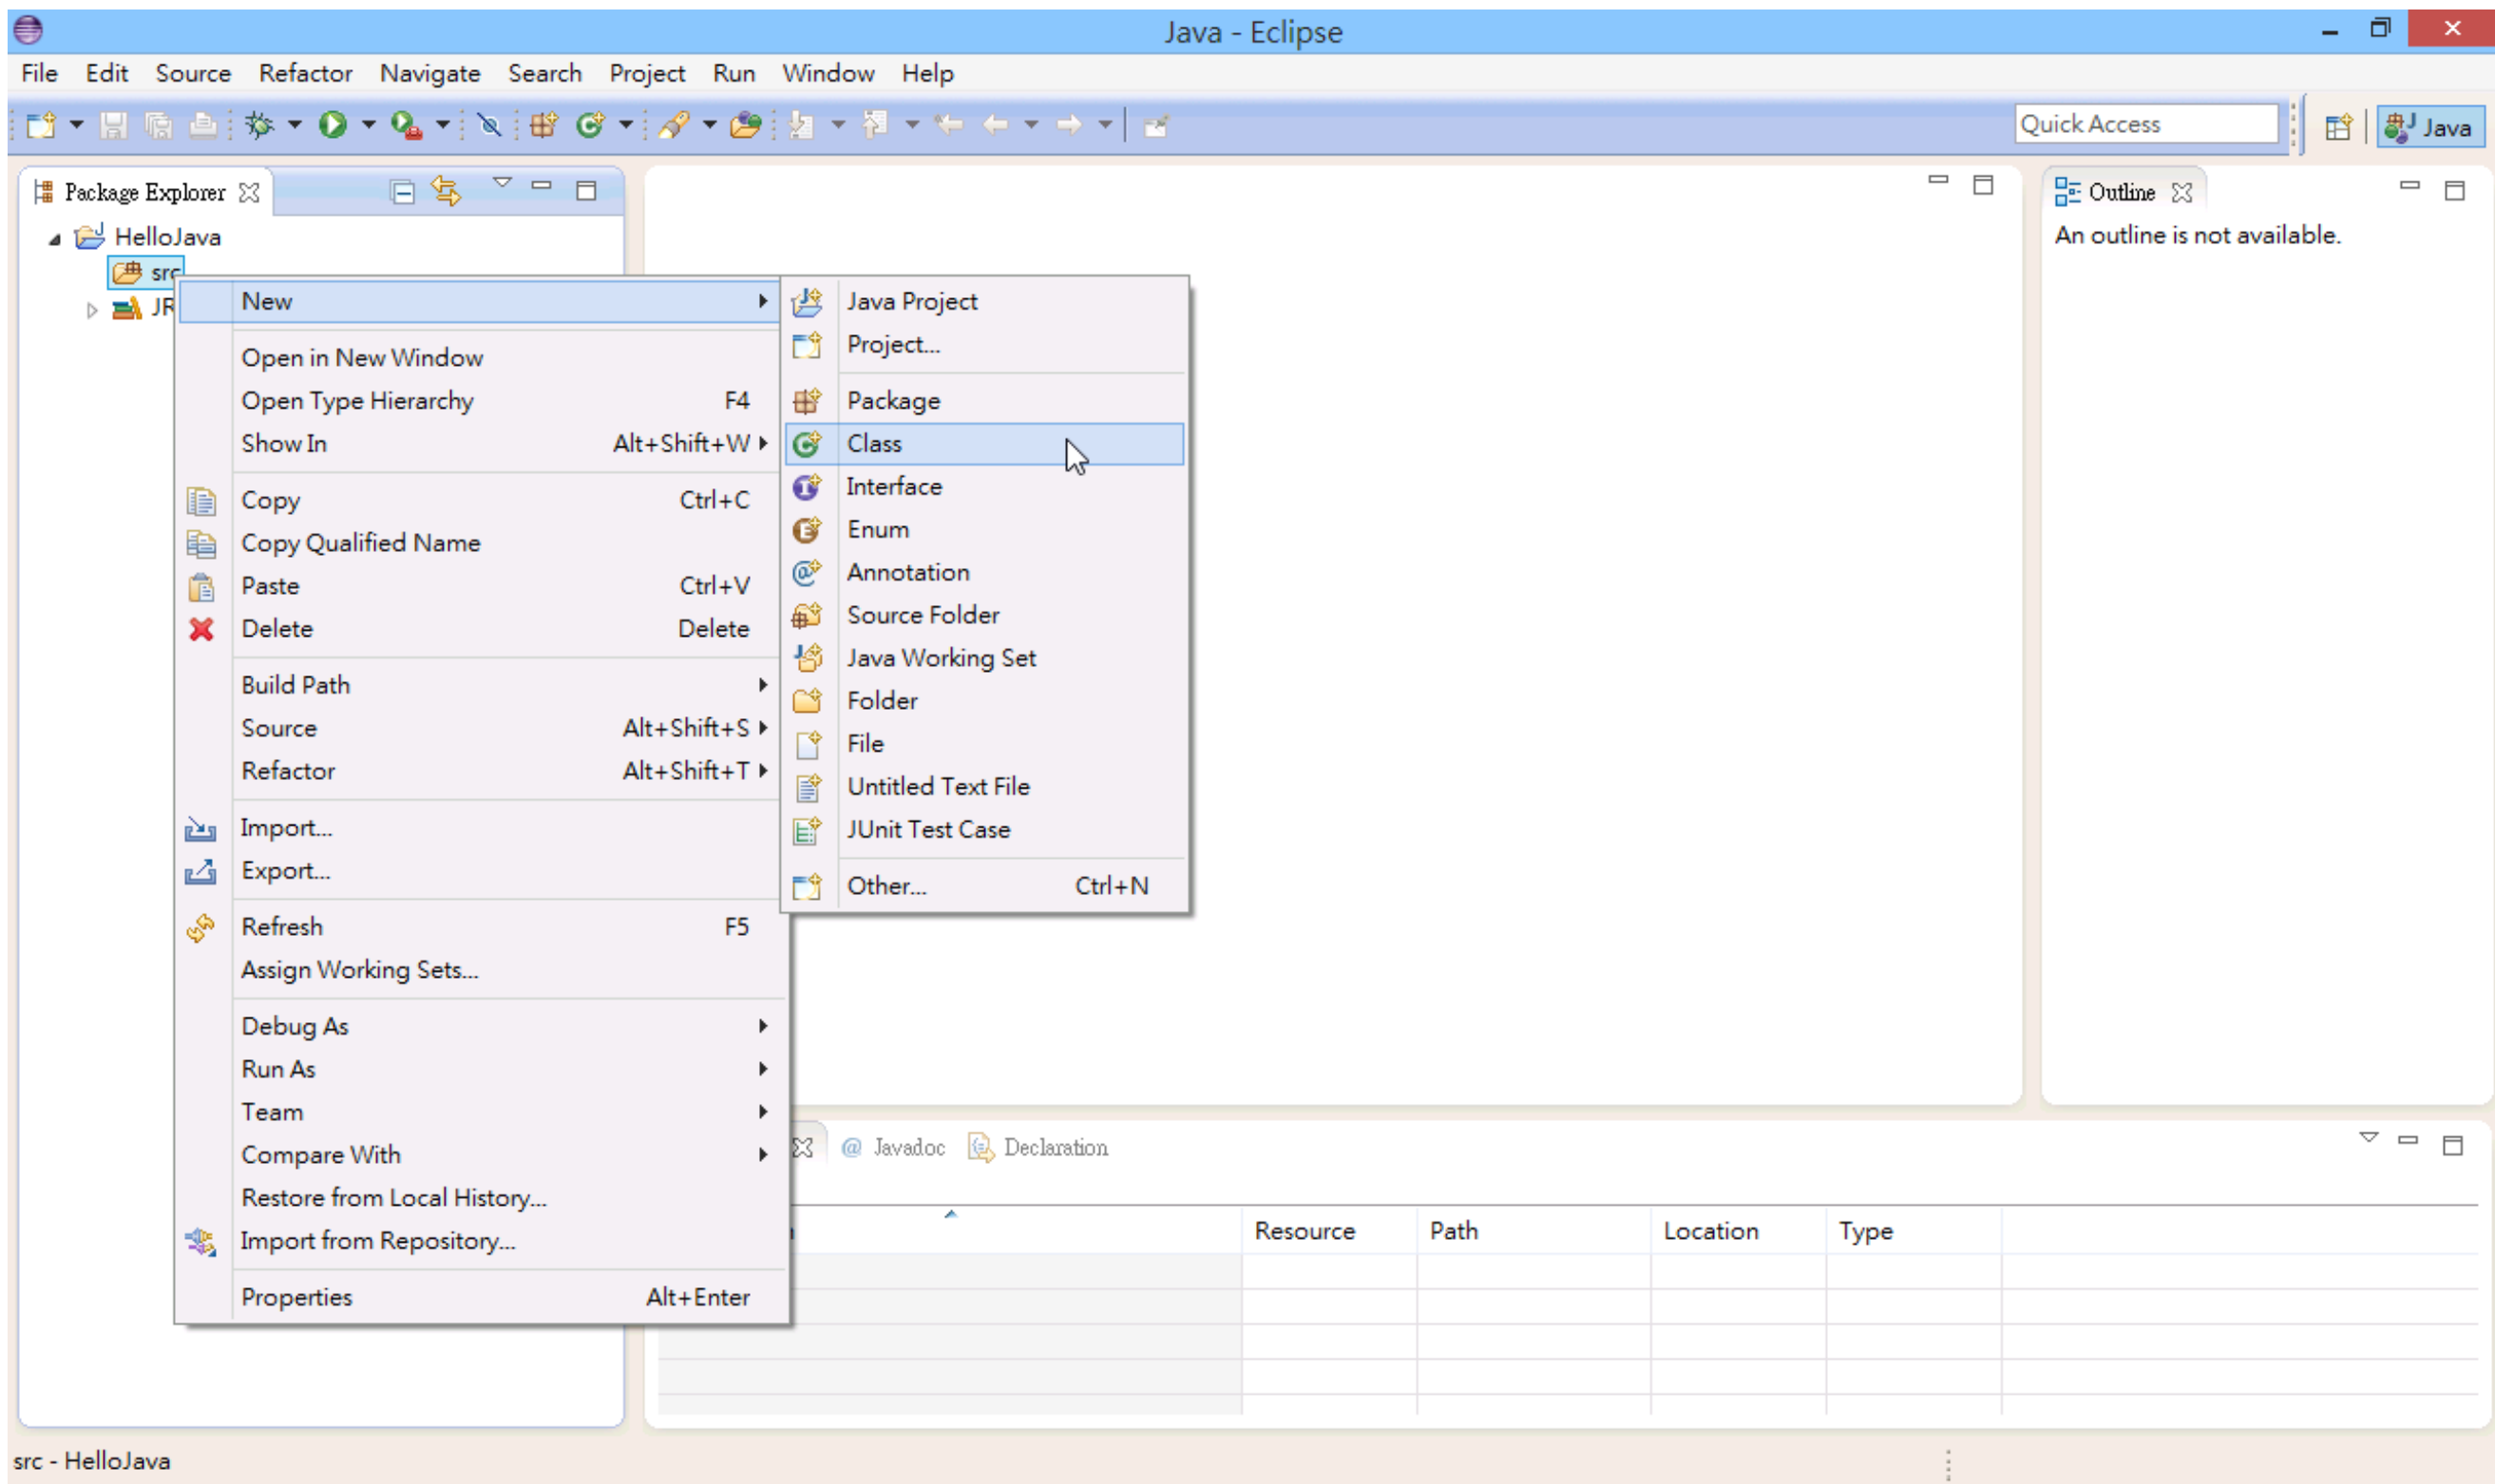 Java - Eclipse
File Edit Source Refactor Navigate Search Project Run Window Help
Quick Access
Java
Package Explorer
HelloJava
src
JR
New
Open in New Window
Open Type Hierarchy F4
Show In Alt+Shift+W
Copy Ctrl+C
Copy Qualified Name
Paste Ctrl+V
Delete Delete
Build Path
Source Alt+Shift+S
Refactor Alt+Shift+T
Import...
Export...
Refresh F5
Assign Working Sets...
Debug As
Run As
Team
Compare With
Restore from Local History...
Import from Repository...
Properties Alt+Enter
Java Project
Project...
Package
Class
Interface
Enum
Annotation
Source Folder
Java Working Set
Folder
File
Untitled Text File
JUnit Test Case
Other... Ctrl+N
Outline
An outline is not available.
@ Javadoc Declaration
Resource Path Location Type
src - HelloJava